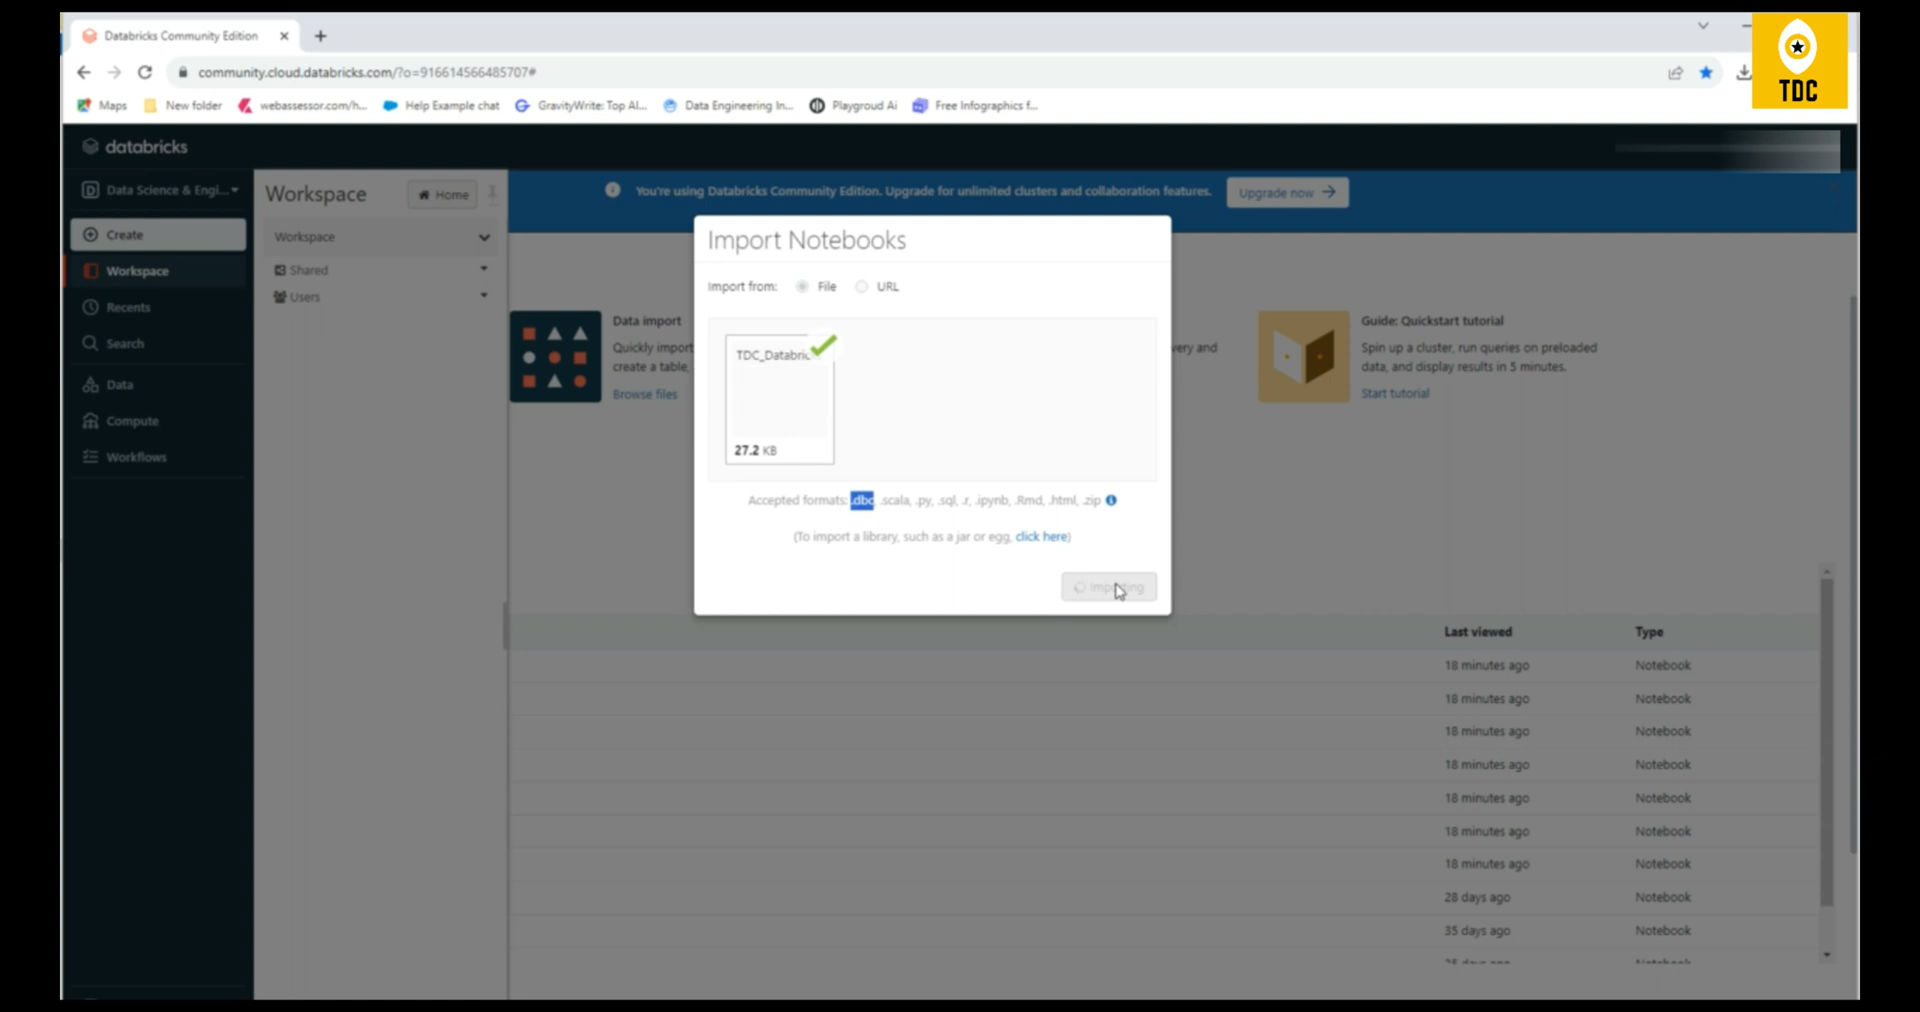 Databricks Community Edition
TDC
community.cloud.databricks.com/?o=916614566485707#
Maps
New folder
webassessor.com/h...
Help Example chat
GravityWrite: Top AI...
Data Engineering In...
Playgroud Ai
Free Infographics f...
databricks
Data Science & Engi...
Workspace
Home
You're using Databricks Community Edition. Upgrade for unlimited clusters and collaboration features.
Upgrade now
Create
Workspace
Recents
Search
Data
Compute
Workflows
Workspace
Shared
Users
Import Notebooks
Import from:
File
URL
TDC_Databric
27.2 KB
Accepted formats: .dbc, .scala, .py, .sql, .r, .ipynb, .Rmd, .html, .zip
(To import a library, such as a jar or egg, click here)
Data import
Quickly import
create a table,
Browse files
very and
Guide: Quickstart tutorial
Spin up a cluster, run queries on preloaded
data, and display results in 5 minutes.
Start tutorial
Last viewed
Type
18 minutes ago
Notebook
18 minutes ago
Notebook
18 minutes ago
Notebook
18 minutes ago
Notebook
18 minutes ago
Notebook
18 minutes ago
Notebook
18 minutes ago
Notebook
28 days ago
Notebook
35 days ago
Notebook